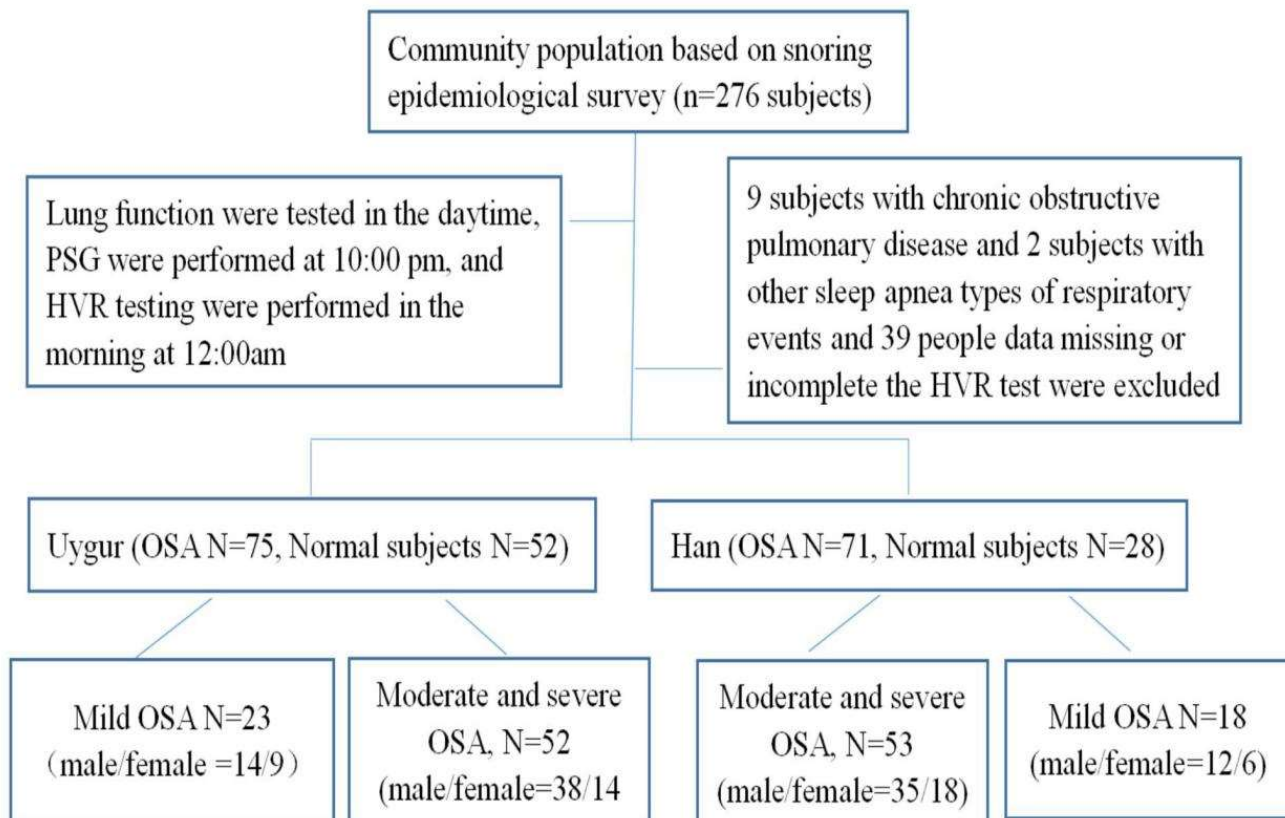 Community population based on snoring
epidemiological survey (n=276 subjects)
Lung function were tested in the daytime,
PSG were performed at 10:00 pm, and
HVR testing were performed in the
morning at 12:00am
9 subjects with chronic obstructive
pulmonary disease and 2 subjects with
other sleep apnea types of respiratory
events and 39 people data missing or
incomplete the HVR test were excluded
Uygur (OSA N=75, Normal subjects N=52)
Han (OSA N=71, Normal subjects N=28)
Mild OSA N=23
（male/female =14/9）
Moderate and severe
OSA, N=52
(male/female=38/14
Moderate and severe
OSA, N=53
(male/female=35/18)
Mild OSA N=18
(male/female=12/6)